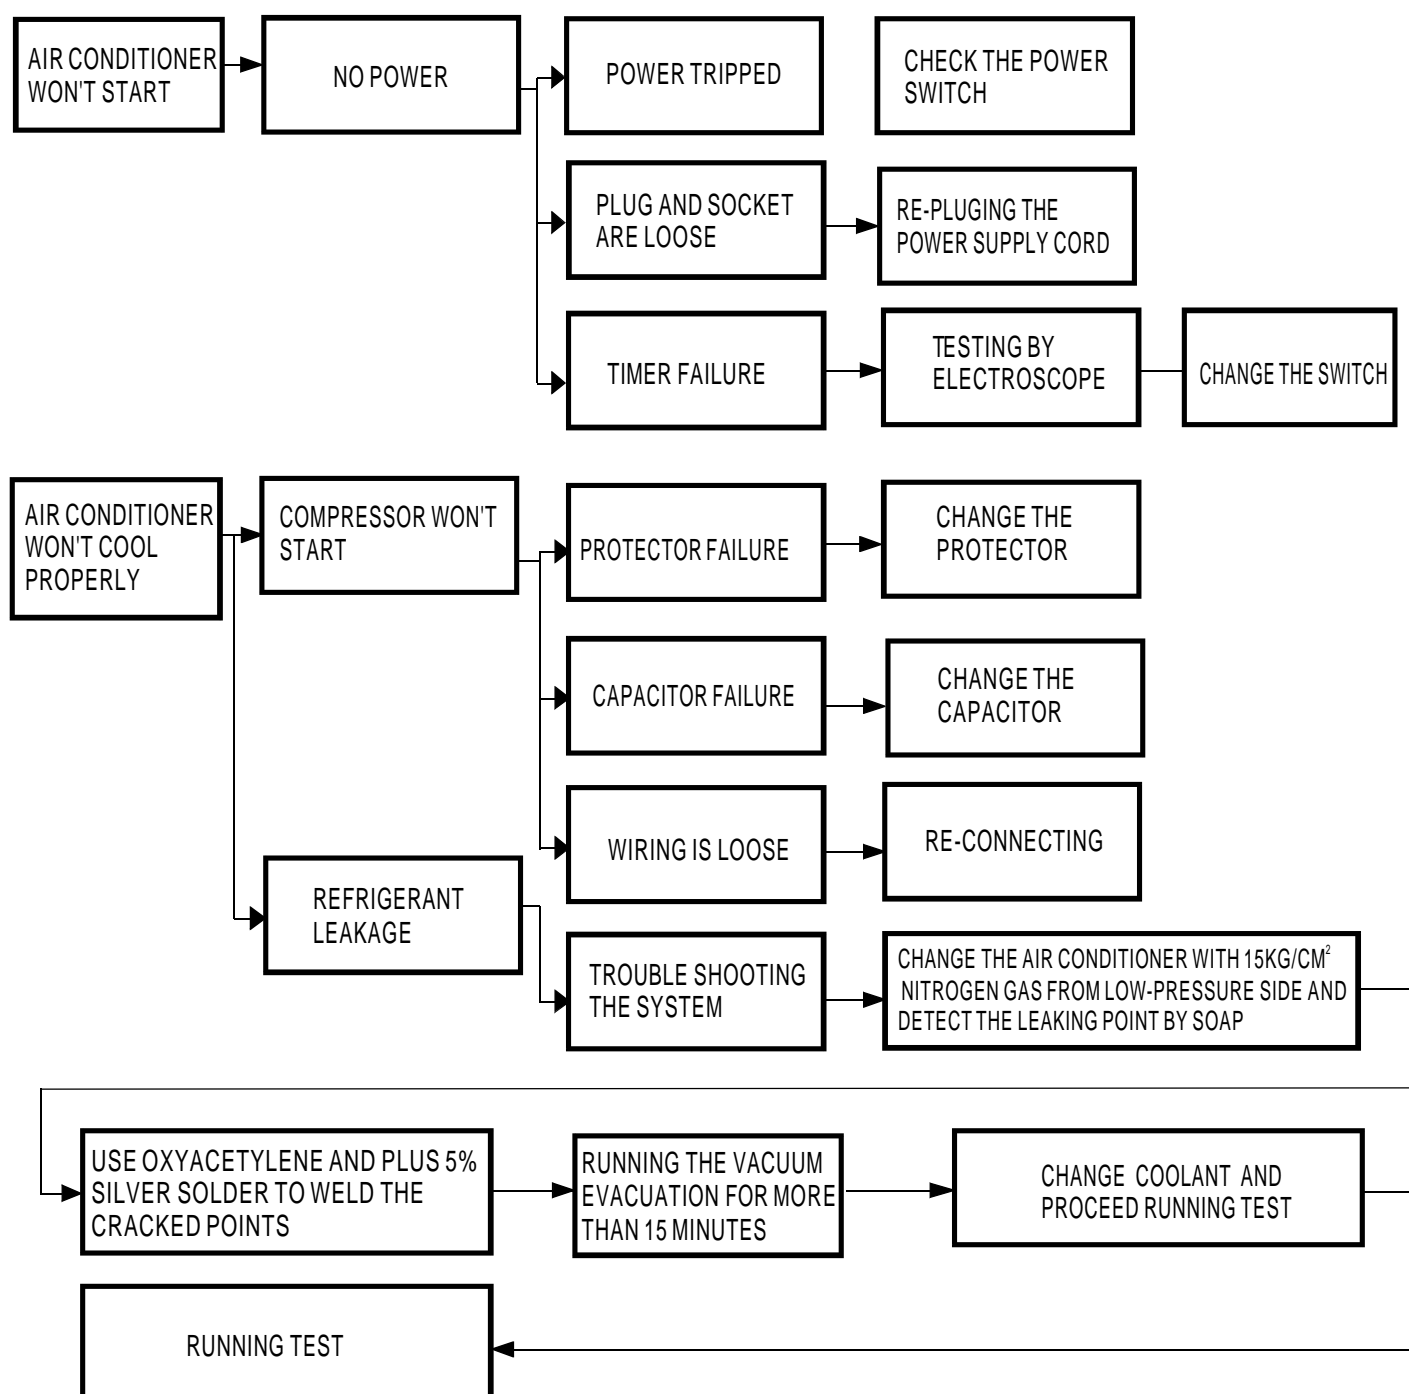 AIR CONDITIONER
WON'T START
NO POWER
POWER TRIPPED
CHECK THE POWER
SWITCH
PLUG AND SOCKET
ARE LOOSE
RE-PLUGING THE
POWER SUPPLY CORD
TIMER FAILURE
TESTING BY
ELECTROSCOPE
CHANGE THE SWITCH
AIR CONDITIONER
WON'T COOL
PROPERLY
COMPRESSOR WON'T
START
PROTECTOR FAILURE
CHANGE THE
PROTECTOR
CAPACITOR FAILURE
CHANGE THE
CAPACITOR
WIRING IS LOOSE
RE-CONNECTING
REFRIGERANT
LEAKAGE
TROUBLE SHOOTING
THE SYSTEM
CHANGE THE AIR CONDITIONER WITH 15KG/CM²
NITROGEN GAS FROM LOW-PRESSURE SIDE AND
DETECT THE LEAKING POINT BY SOAP
USE OXYACETYLENE AND PLUS 5%
SILVER SOLDER TO WELD THE
CRACKED POINTS
RUNNING THE VACUUM
EVACUATION FOR MORE
THAN 15 MINUTES
CHANGE COOLANT AND
PROCEED RUNNING TEST
RUNNING TEST